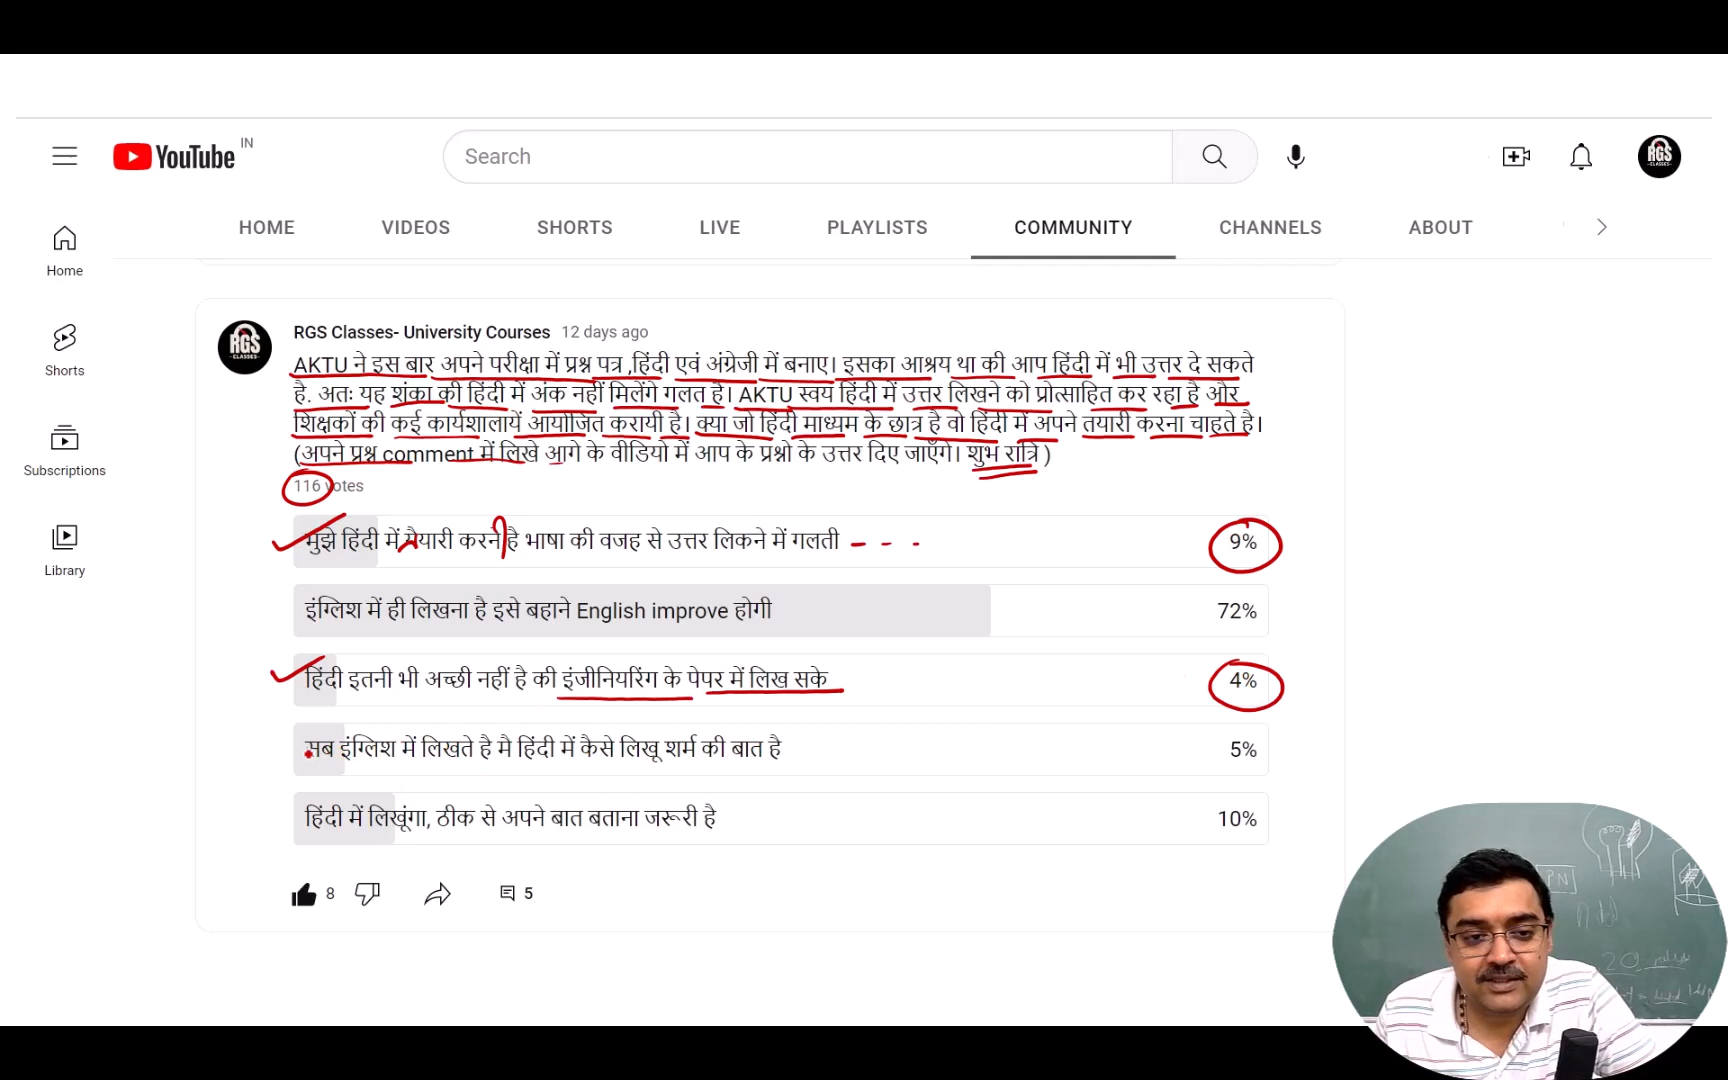 YouTube IN
Search
RGS
CLASSES
HOME VIDEOS SHORTS LIVE PLAYLISTS COMMUNITY CHANNELS ABOUT
Home
Shorts
Subscriptions
Library
RGS
CLASSES
RGS Classes- University Courses 12 days ago
AKTU ने इस बार अपने परीक्षा में प्रश्न पत्र ,हिंदी एवं अंग्रेजी में बनाए। इसका आश्रय था की आप हिंदी में भी उत्तर दे सकते
है. अतः यह शंका की हिंदी में अंक नहीं मिलेंगे गलत है। AKTU स्वय हिंदी में उत्तर लिखने को प्रोत्साहित कर रहा है और
शिक्षकों की कई कार्यशालायें आयोजित करायी है। क्या जो हिंदी माध्यम के छात्र है वो हिंदी में अपने तयारी करना चाहते है।
(अपने प्रश्न comment में लिखे आगे के वीडियो में आप के प्रश्नो के उत्तर दिए जाएँगे। शुभ रात्रि )
116 votes
मुझे हिंदी में करने है भाषा की वजह से उत्तर लिकने में गलती 9%
इंग्लिश में ही लिखना है इसे बहाने English improve होगी 72%
हिंदी इतनी भी अच्छी नहीं है की इंजीनियरिंग के पेपर में लिख सके 4%
सब इंग्लिश में लिखते है मै हिंदी में कैसे लिखू शर्म की बात है 5%
हिंदी में लिखूंगा, ठीक से अपने बात बताना जरूरी है 10%
8 5
PN
20